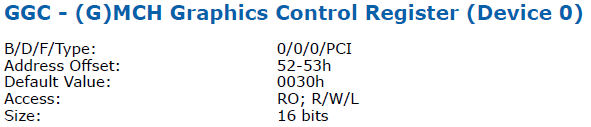 GGC - (G)MCH Graphics Control Register (Device 0)
B/D/F/Type: 0/0/0/PCI
Address Offset: 52-53h
Default Value: 0030h
Access: RO; R/W/L
Size: 16 bits